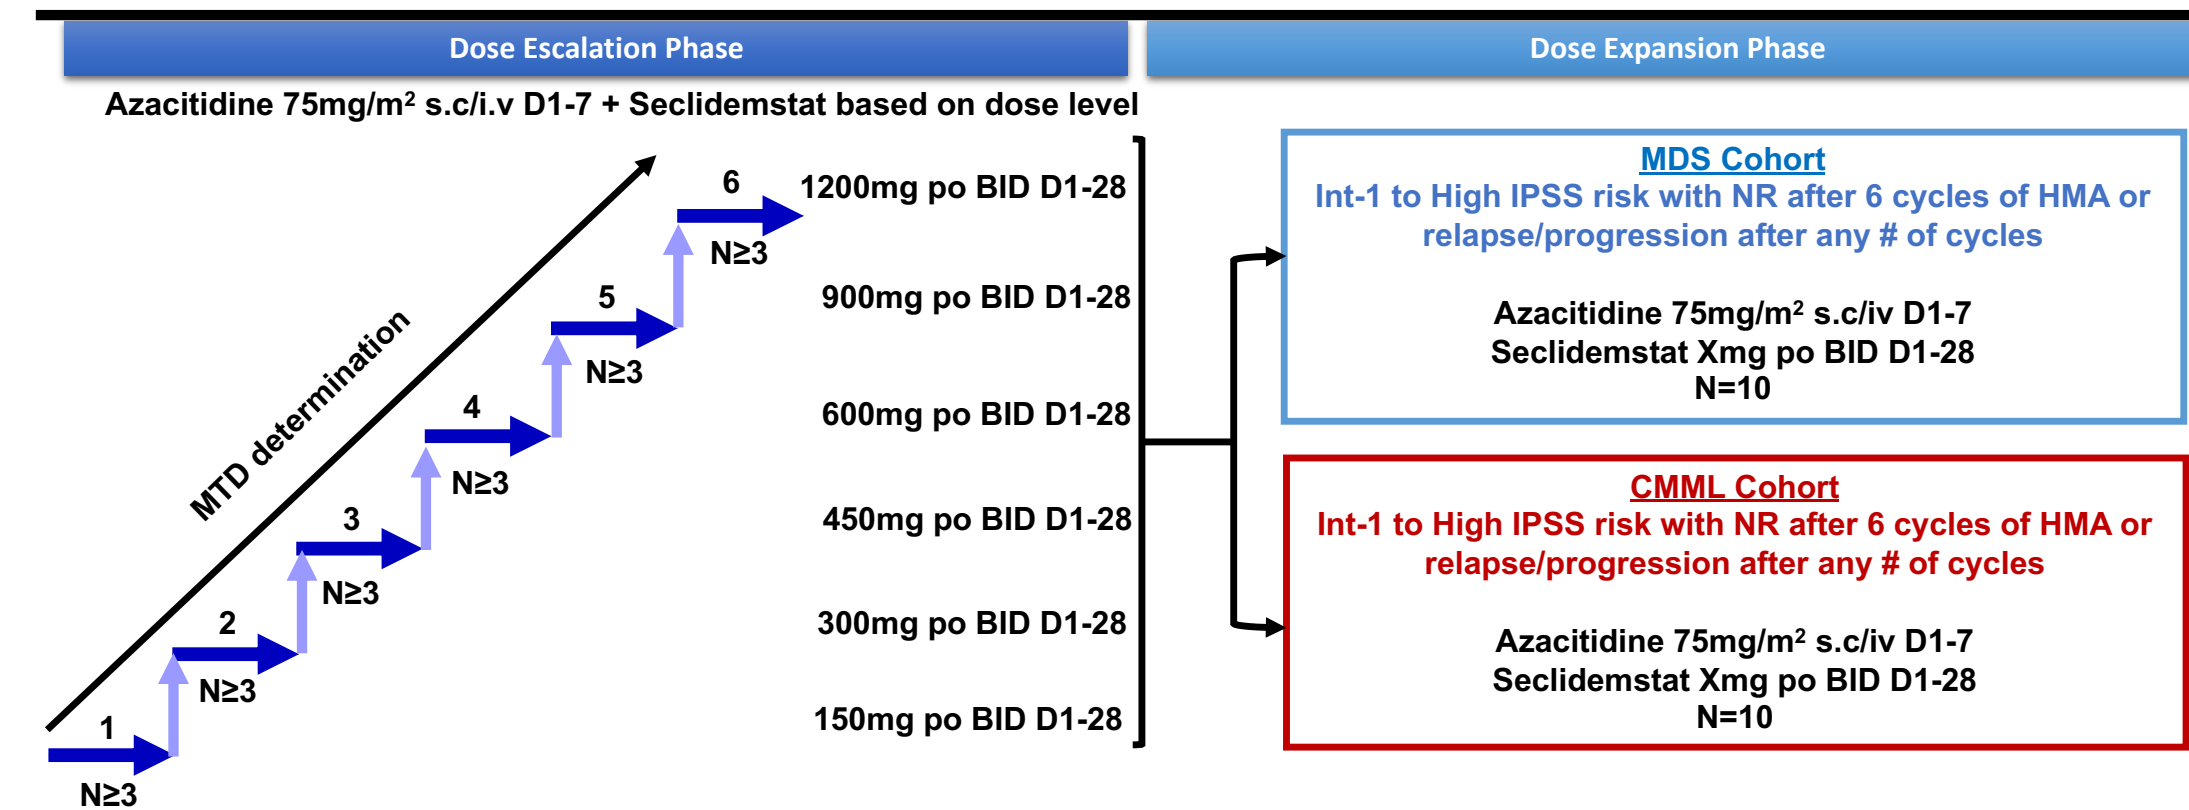 Dose Escalation Phase
Dose Expansion Phase
Azacitidine 75mg/m² s.c/i.v D1-7 + Seclidemstat based on dose level
MTD determination
6
N≥3
5
N≥3
4
N≥3
3
N≥3
2
N≥3
1
N≥3
1200mg po BID D1-28
900mg po BID D1-28
600mg po BID D1-28
450mg po BID D1-28
300mg po BID D1-28
150mg po BID D1-28
MDS Cohort
Int-1 to High IPSS risk with NR after 6 cycles of HMA or
relapse/progression after any # of cycles
Azacitidine 75mg/m² s.c/iv D1-7
Seclidemstat Xmg po BID D1-28
N=10
CMML Cohort
Int-1 to High IPSS risk with NR after 6 cycles of HMA or
relapse/progression after any # of cycles
Azacitidine 75mg/m² s.c/iv D1-7
Seclidemstat Xmg po BID D1-28
N=10